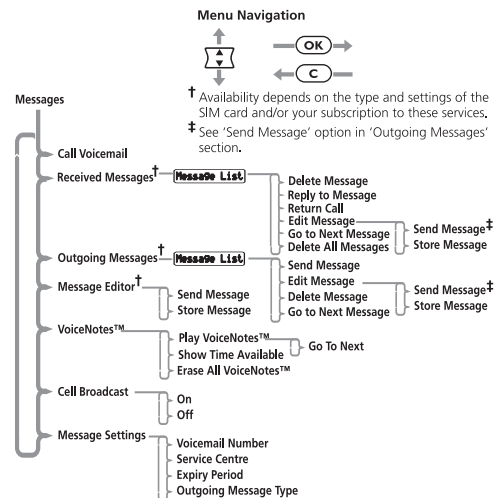 Menu Navigation
OK
C
† Availability depends on the type and settings of the
SIM card and/or your subscription to these services.
‡ See 'Send Message' option in 'Outgoing Messages'
section.
Messages
Call Voicemail
Received Messages†
Message List
Delete Message
Reply to Message
Return Call
Edit Message
Send Message‡
Store Message
Go to Next Message
Delete All Messages
Outgoing Messages†
Message List
Send Message
Edit Message
Send Message‡
Store Message
Delete Message
Go to Next Message
Message Editor†
Send Message
Store Message
VoiceNotes™
Play VoiceNotes™
Go To Next
Show Time Available
Erase All VoiceNotes™
Cell Broadcast
On
Off
Message Settings
Voicemail Number
Service Centre
Expiry Period
Outgoing Message Type